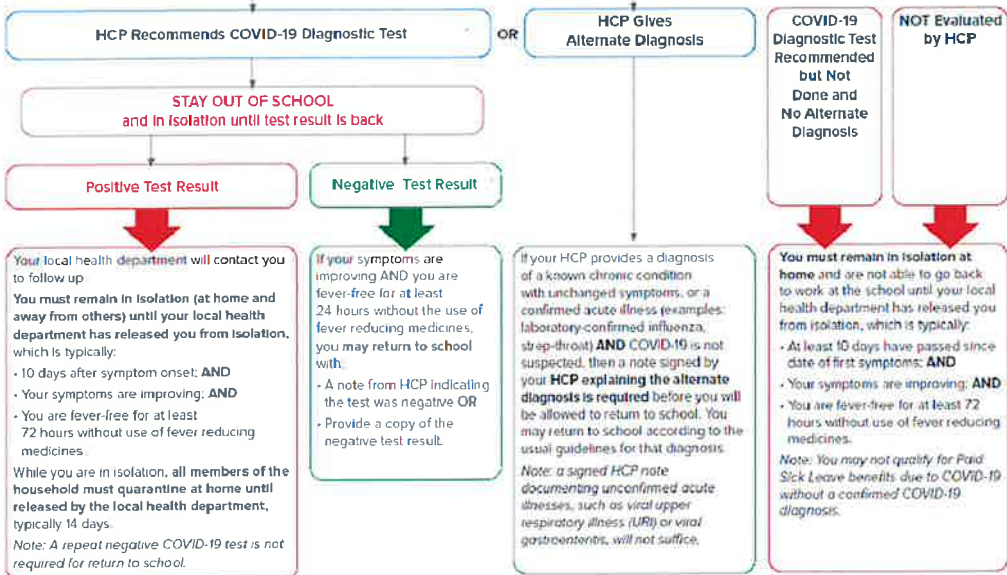 HCP Recommends COVID-19 Diagnostic Test
OR
HCP Gives
Alternate Diagnosis
COVID-19
Diagnostic Test
Recommended
but Not
Done and
No Alternate
Diagnosis
NOT Evaluated
by HCP
STAY OUT OF SCHOOL
and in isolation until test result is back
Positive Test Result
Negative Test Result
Your local health department will contact you
to follow up.
You must remain in isolation (at home and
away from others) until your local health
department has released you from isolation,
which is typically:
• 10 days after symptom onset; AND
• Your symptoms are improving; AND
• You are fever-free for at least
72 hours without use of fever reducing
medicines.
While you are in isolation, all members of the
household must quarantine at home until
released by the local health department,
typically 14 days.
Note: A repeat negative COVID-19 test is not
required for return to school.
If your symptoms are
improving AND you are
fever-free for at least
24 hours without the use of
fever reducing medicines,
you may return to school
with:
• A note from HCP indicating
the test was negative OR
• Provide a copy of the
negative test result.
If your HCP provides a diagnosis
of a known chronic condition
with unchanged symptoms, or a
confirmed acute illness (examples:
laboratory-confirmed influenza,
strep-throat) AND COVID-19 is not
suspected, then a note signed by
your HCP explaining the alternate
diagnosis is required before you will
be allowed to return to school. You
may return to school according to the
usual guidelines for that diagnosis.
Note: a signed HCP note
documenting unconfirmed acute
illnesses, such as viral upper
respiratory illness (URI) or viral
gastroenteritis, will not suffice.
You must remain in isolation at
home and are not able to go back
to work at the school until your local
health department has released you
from isolation, which is typically:
• At least 10 days have passed since
date of first symptoms; AND
• Your symptoms are improving; AND
• You are fever-free for at least 72
hours without use of fever reducing
medicines.
Note: You may not qualify for Paid
Sick Leave benefits due to COVID-19
without a confirmed COVID-19
diagnosis.